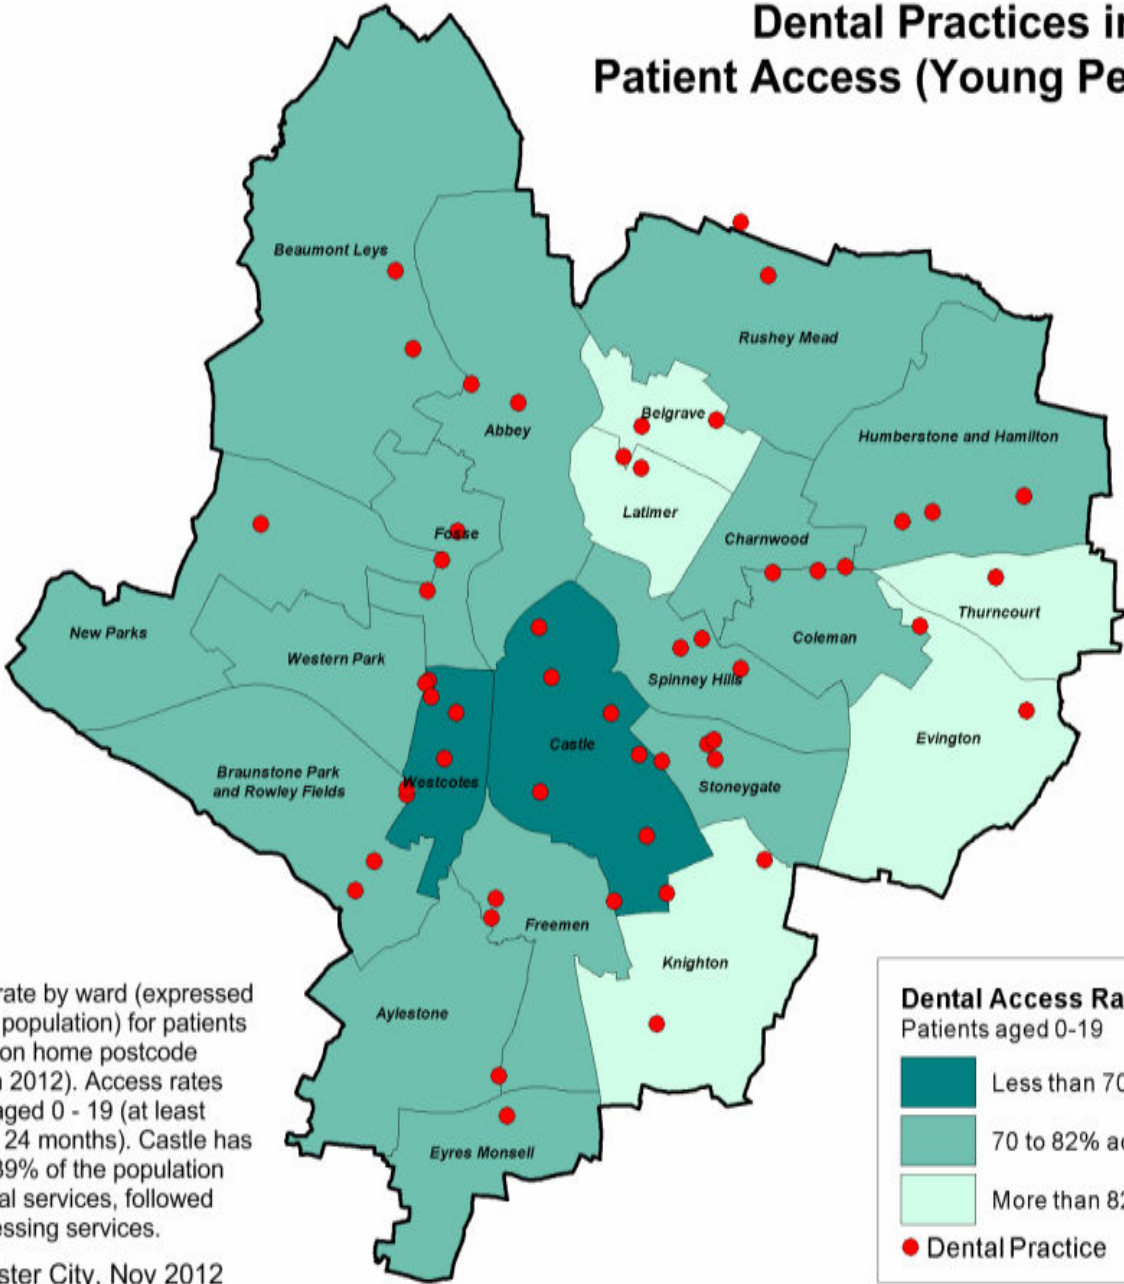 Dental Practices in
Patient Access (Young Pe
Beaumont Leys
Rushey Mead
Belgrave
Abbey
Humberstone and Hamilton
Latimer
Fosse
Charnwood
Thurncourt
New Parks
Coleman
Western Park
Spinney Hills
Castle
Evington
Braunstone Park
and Rowley Fields
Westcotes
Stoneygate
Freemen
Knighton
Aylestone
Eyres Monsell
rate by ward (expressed
population) for patients
on home postcode
2012). Access rates
aged 0 - 19 (at least
24 months). Castle has
39% of the population
al services, followed
essing services.
ster City, Nov 2012
Dental Access Ra
Patients aged 0-19
Less than 70
70 to 82% a
More than 82
Dental Practice